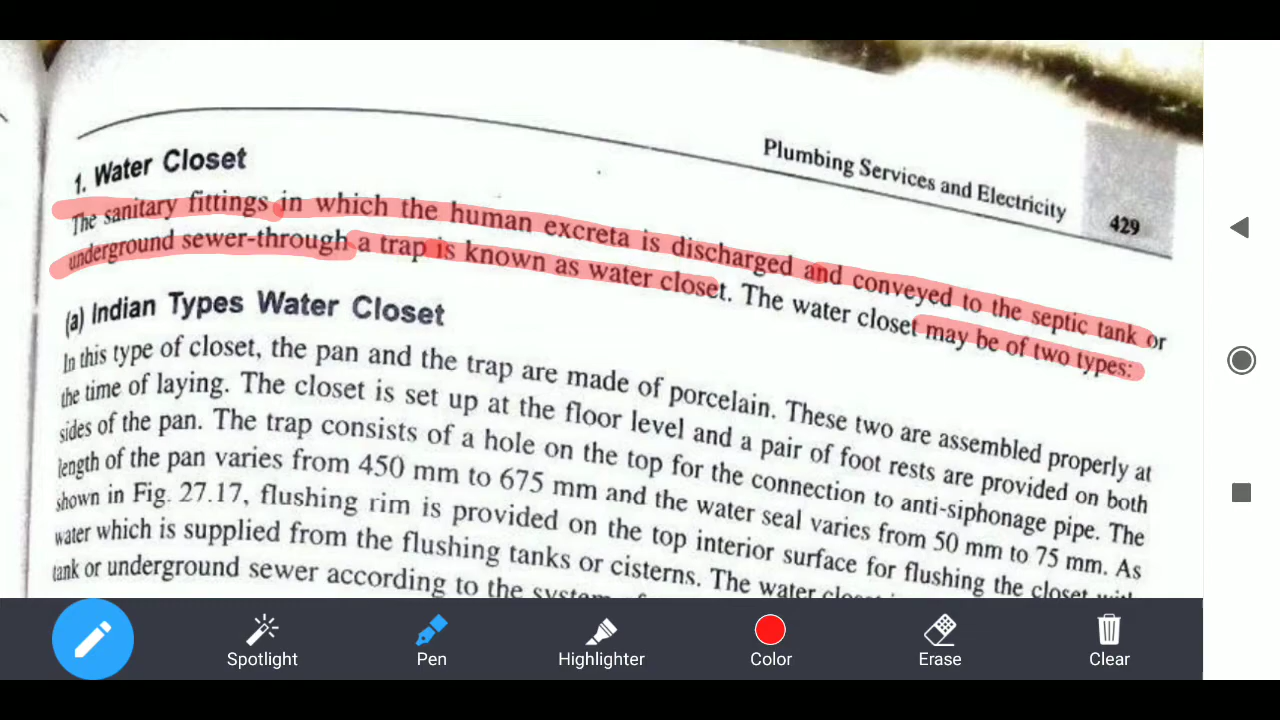 Plumbing Services and Electricity 429
1. Water Closet
The sanitary fittings in which the human excreta is discharged and conveyed to the septic tank or
underground sewer-through a trap is known as water closet. The water closet may be of two types:
(a) Indian Types Water Closet
In this type of closet, the pan and the trap are made of porcelain. These two are assembled properly at
the time of laying. The closet is set up at the floor level and a pair of foot rests are provided on both
sides of the pan. The trap consists of a hole on the top for the connection to anti-siphonage pipe. The
length of the pan varies from 450 mm to 675 mm and the water seal varies from 50 mm to 75 mm. As
shown in Fig. 27.17, flushing rim is provided on the top interior surface for flushing the closet with
water which is supplied from the flushing tanks or cisterns. The water closet
tank or underground sewer according to the system
Spotlight Pen Highlighter Color Erase Clear